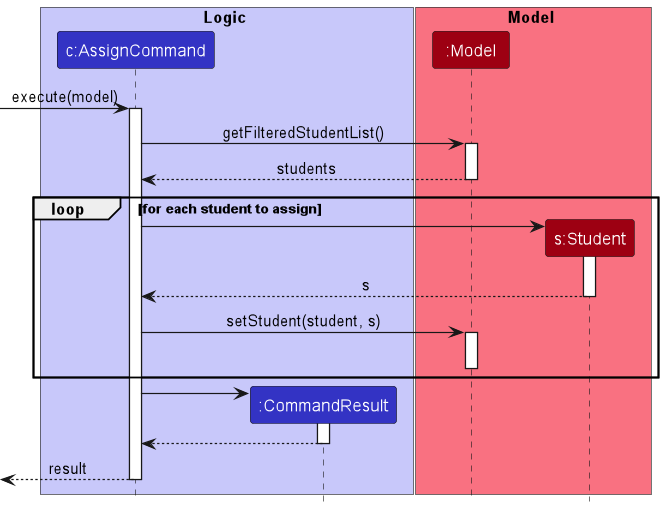 Logic
Model
c:AssignCommand
:Model
execute(model)
getFilteredStudentList()
students
loop
[for each student to assign]
s:Student
s
setStudent(student, s)
:CommandResult
result